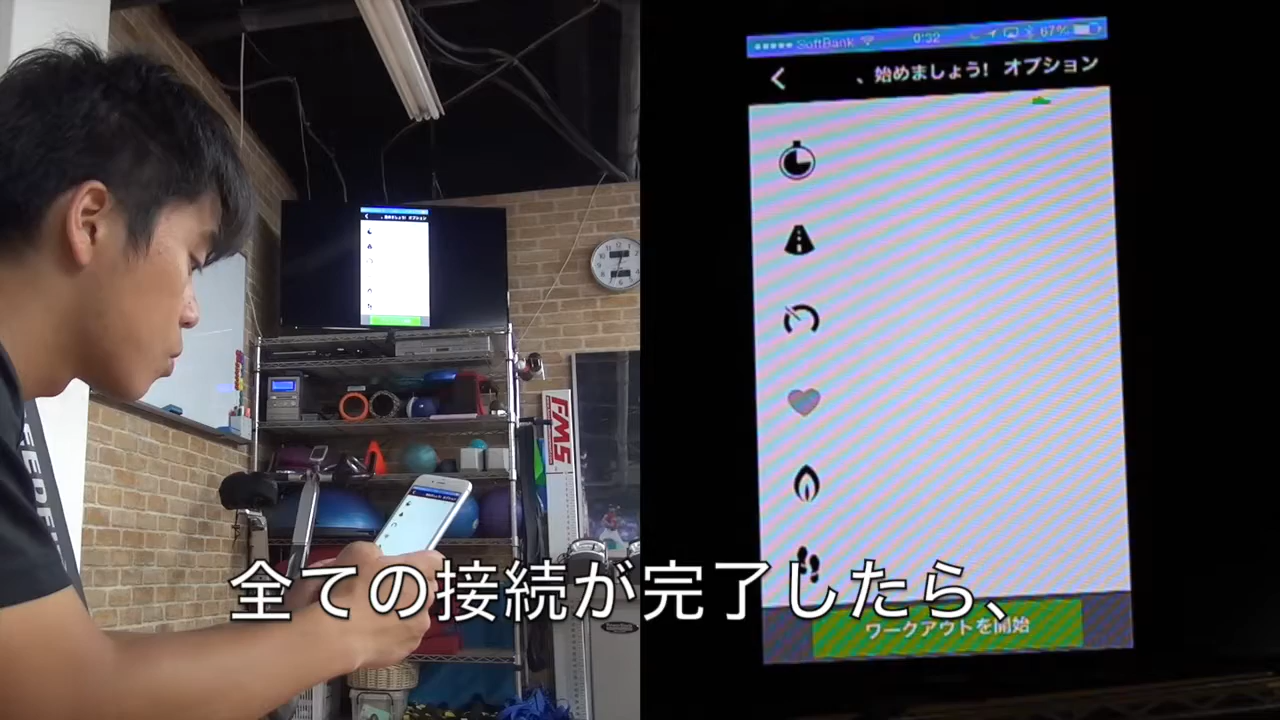 SoftBank 0:32 67%
、始めましょう! オプション
FMS
全ての接続が完了したら、
ワークアウトを開始